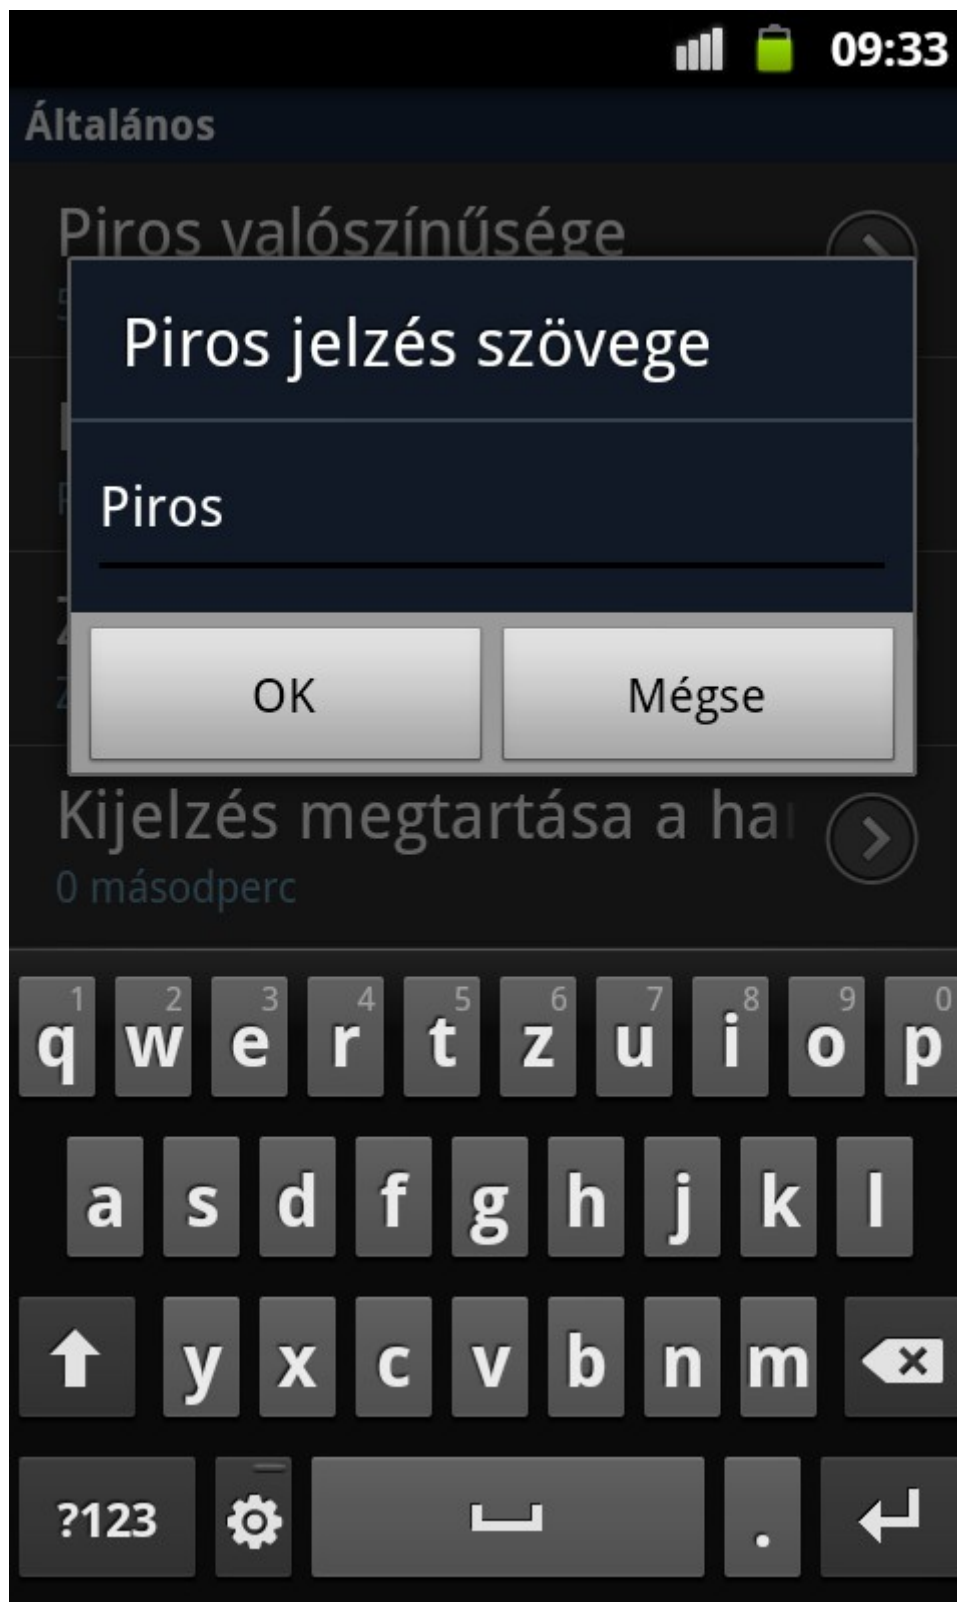 09:33
Általános
Piros valószínűsége
Piros jelzés szövege
Piros
OK Mégse
Kijelzés megtartása a ha
0 másodperc
1 2 3 4 5 6 7 8 9 0
q w e r t z u i o p
a s d f g h j k l
y x c v b n m
?123 .